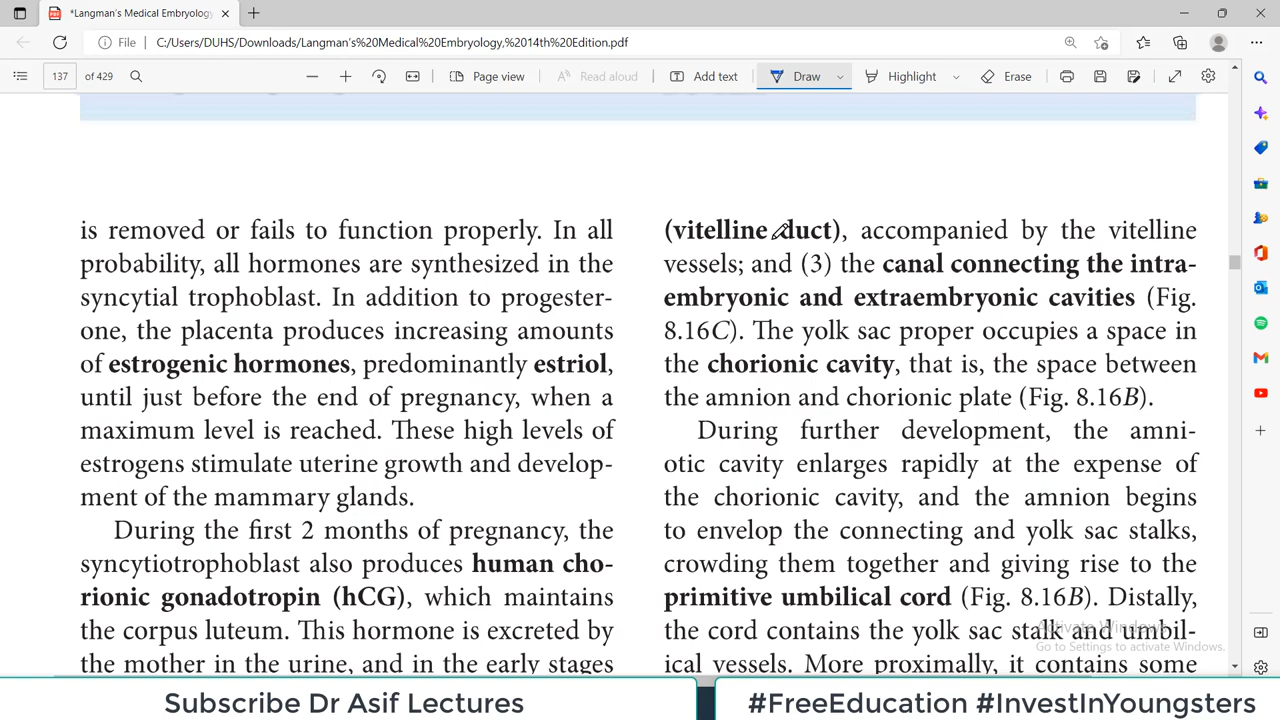 *Langman's Medical Embryology
File
C:/Users/DUHS/Downloads/Langman's%20Medical%20Embryology,%2014th%20Edition.pdf
137 of 429
Page view
Read aloud
Add text
Draw
Highlight
Erase
is removed or fails to function properly. In all
probability, all hormones are synthesized in the
syncytial trophoblast. In addition to progester-
one, the placenta produces increasing amounts
of estrogenic hormones, predominantly estriol,
until just before the end of pregnancy, when a
maximum level is reached. These high levels of
estrogens stimulate uterine growth and develop-
ment of the mammary glands.
During the first 2 months of pregnancy, the
syncytiotrophoblast also produces human cho-
rionic gonadotropin (hCG), which maintains
the corpus luteum. This hormone is excreted by
the mother in the urine, and in the early stages
(vitelline duct), accompanied by the vitelline
vessels; and (3) the canal connecting the intra-
embryonic and extraembryonic cavities (Fig.
8.16C). The yolk sac proper occupies a space in
the chorionic cavity, that is, the space between
the amnion and chorionic plate (Fig. 8.16B).
During further development, the amni-
otic cavity enlarges rapidly at the expense of
the chorionic cavity, and the amnion begins
to envelop the connecting and yolk sac stalks,
crowding them together and giving rise to the
primitive umbilical cord (Fig. 8.16B). Distally,
the cord contains the yolk sac stalk and umbil-
ical vessels. More proximally, it contains some
Activate Windows
Go to Settings to activate Windows.
Subscribe Dr Asif Lectures
#FreeEducation #InvestInYoungsters